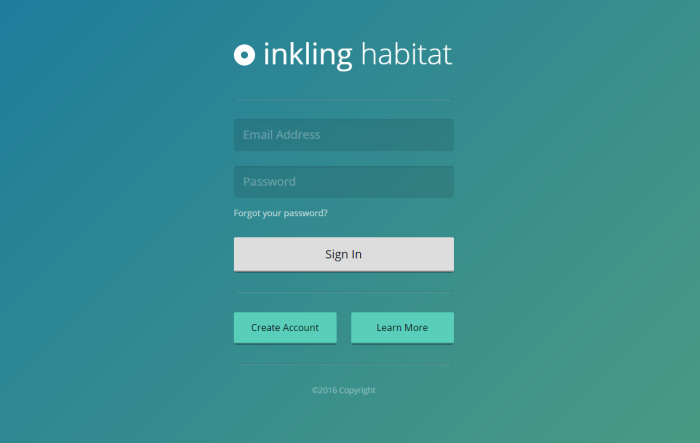 inkling habitat
Email Address
Password
Forgot your password?
Sign In
Create Account
Learn More
©2016 Copyright